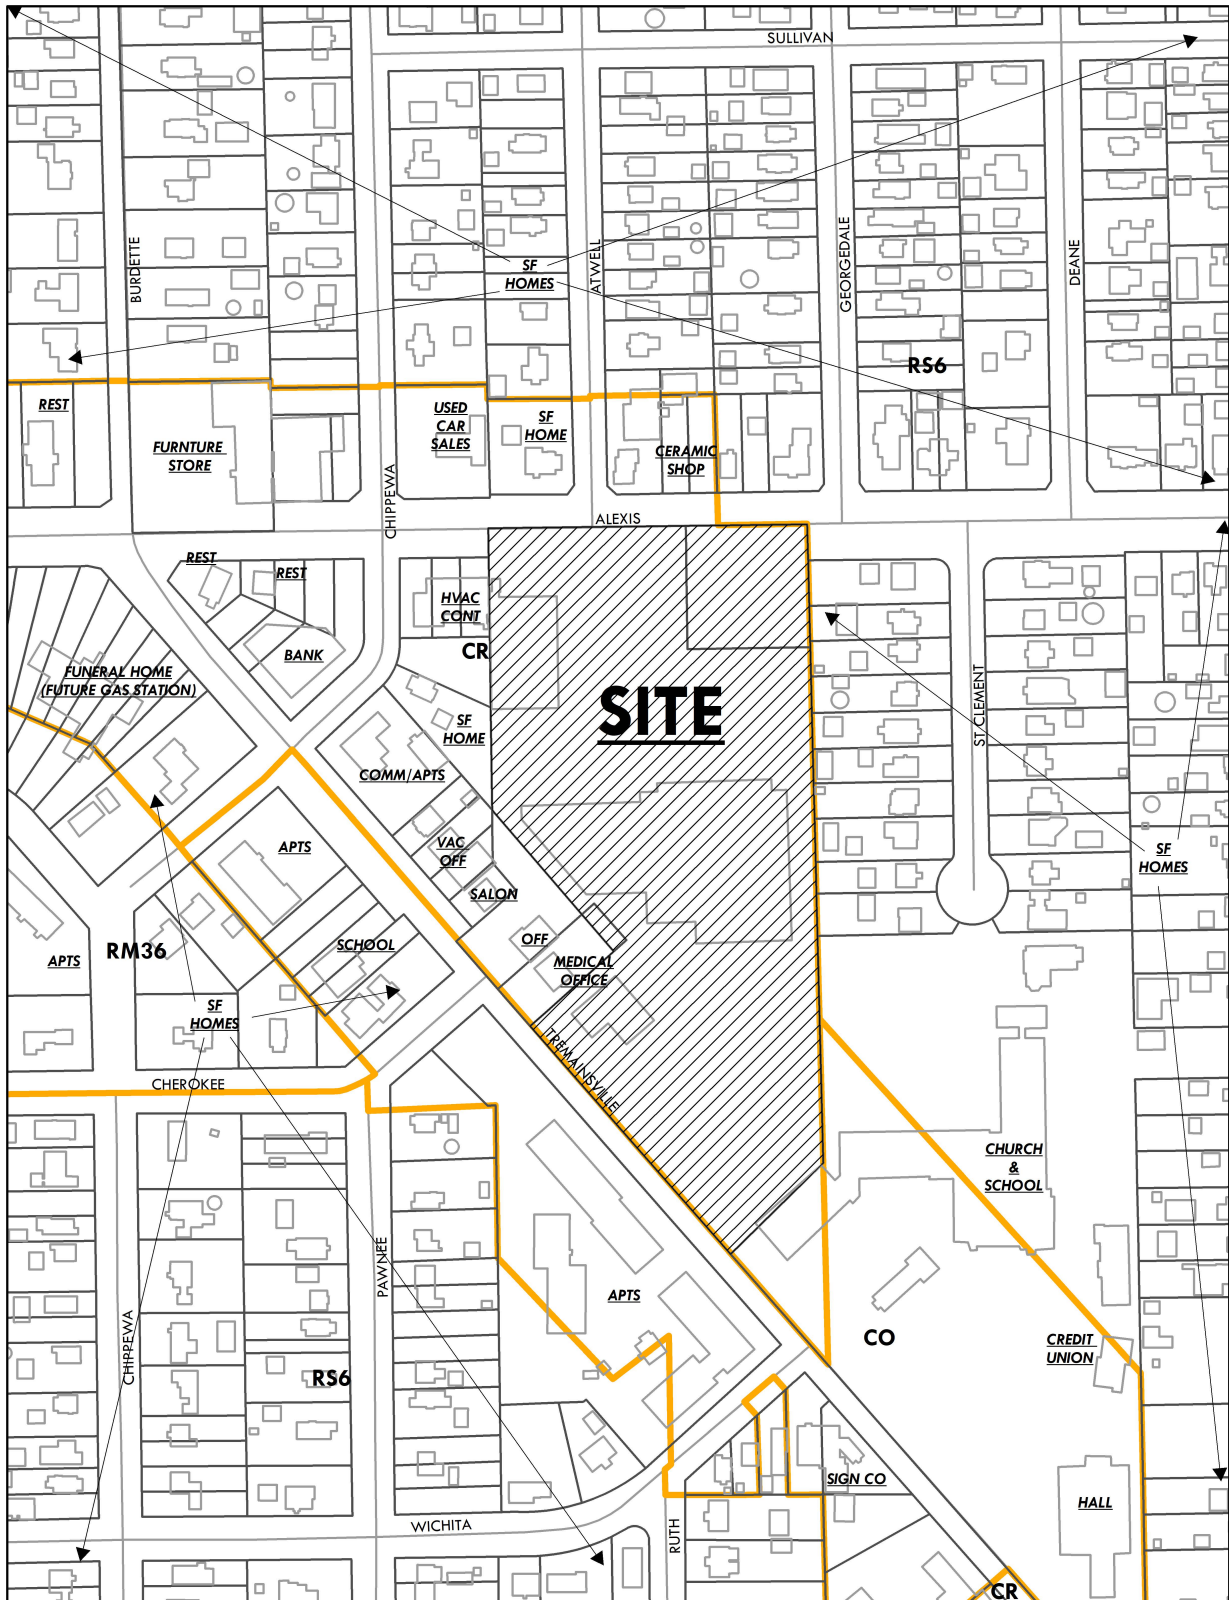 SULLIVAN
BURDETTE
ATWELL
GEORGEDALE
DEANE
SF
HOMES
RS6
REST
FURNTURE
STORE
USED
CAR
SALES
SF
HOME
CERAMIC
SHOP
CHIPPEWA
ALEXIS
REST
REST
BANK
HVAC
CONT
CR
FUNERAL HOME
(FUTURE GAS STATION)
SITE
ST CLEMENT
SF
HOME
COMM/APTS
APTS
VAC
OFF
SALON
SF
HOMES
OFF
SCHOOL
MEDICAL
OFFICE
RM36
APTS
SF
HOMES
TREMAINSVILLE
CHEROKEE
CHURCH
&
SCHOOL
PAWNEE
APTS
CHIPPEWA
CO
CREDIT
UNION
RS6
SIGN CO
HALL
WICHITA
RUTH
CR